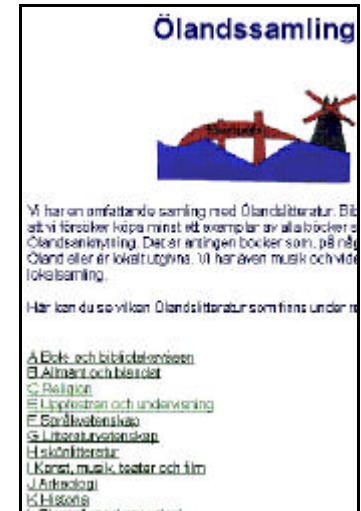 Ölandssamling
Vi har en omfattande samling med Ölandslitteratur. Bib
att vi försöker köpa minst ett exemplar av alla böcker s
Ölandsanknytning. Det är antingen böcker som, på någ
Öland eller är lokalt utgivna. Vi har även musik och vide
lokalsamling.
Här kan du se vilken Ölandslitteratur som finns under r
A Bok- och biblioteksväsen
B Allmänt och blandat
C Religion
E Uppfostran och undervisning
F Språkvetenskap
G Litteraturvetenskap
H skönlitteratur
I Konst, musik, teater och film
J Arkeologi
K Historia